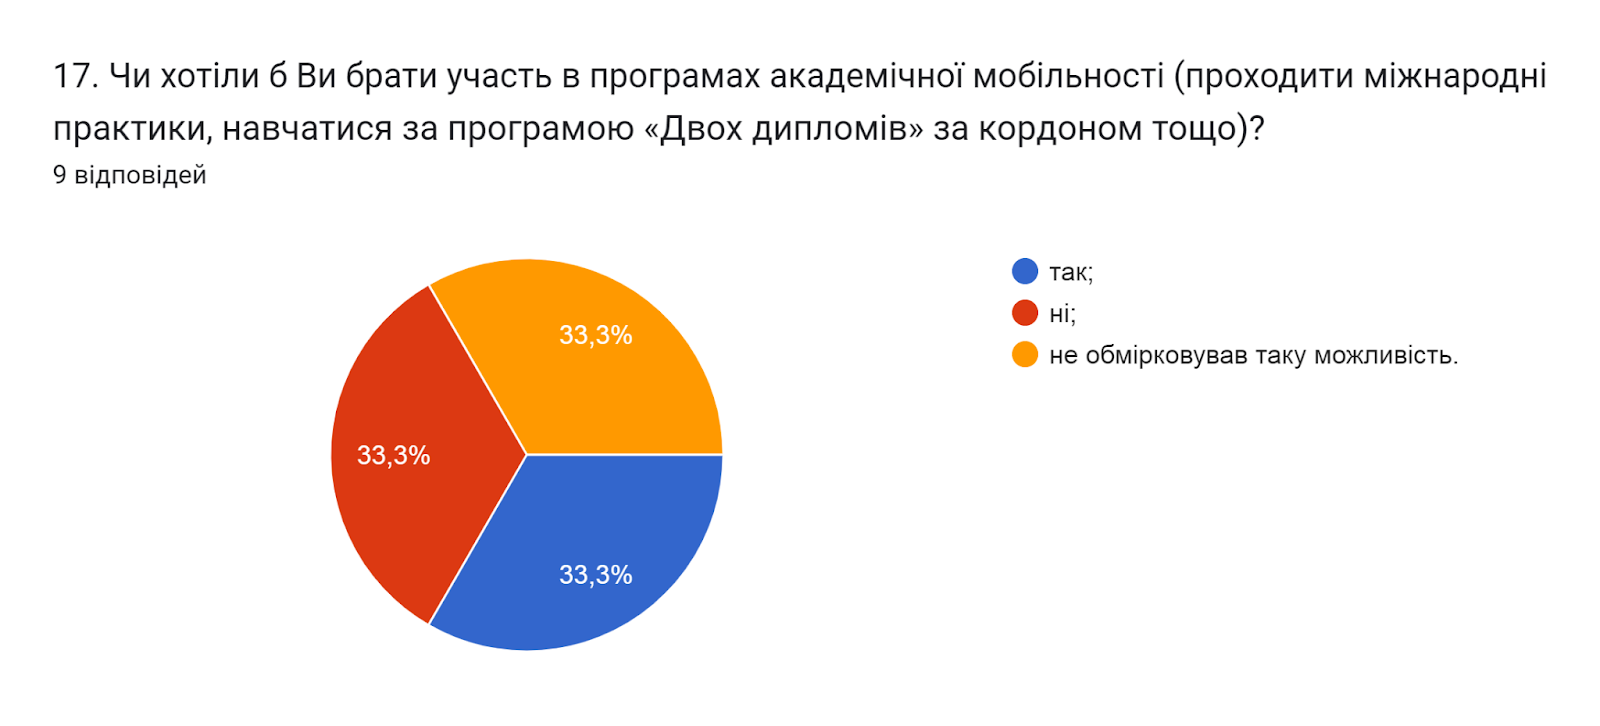 17. Чи хотіли б Ви брати участь в програмах академічної мобільності (проходити міжнародні
практики, навчатися за програмою «Двох дипломів» за кордоном тощо)?
9 відповідей
так;
ні;
не обмірковував таку можливість.
33,3%
33,3%
33,3%